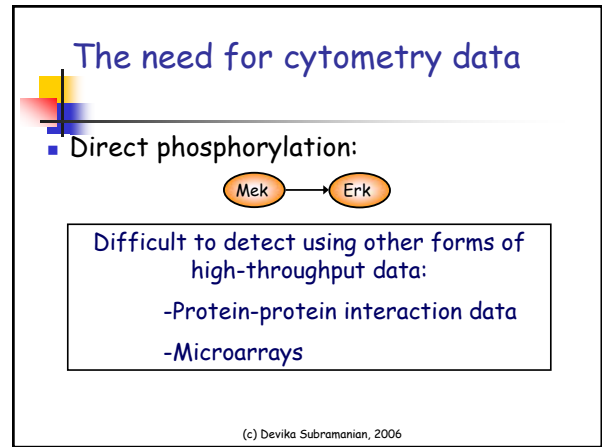 The need for cytometry data
Direct phosphorylation:
Mek Erk
Difficult to detect using other forms of
high-throughput data:
-Protein-protein interaction data
-Microarrays
(c) Devika Subramanian, 2006